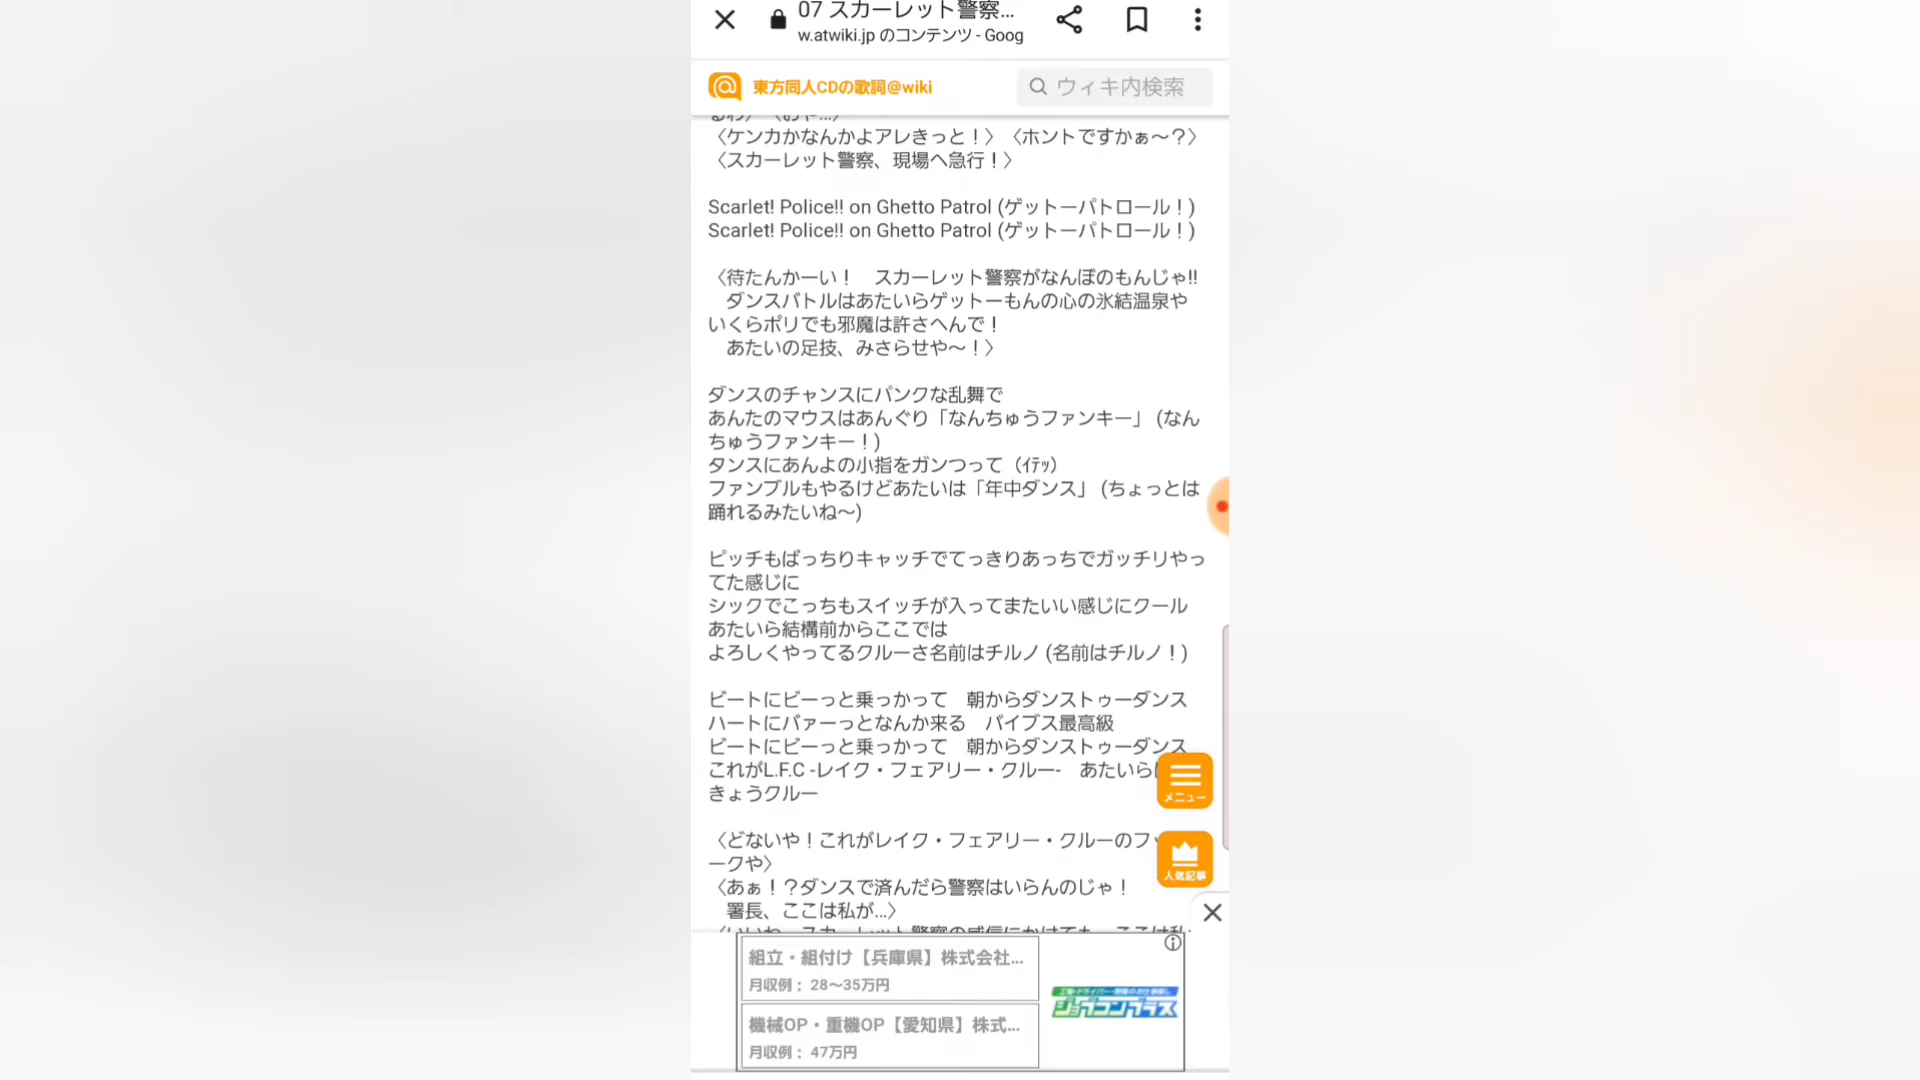 07 スカーレット警察...
w.atwiki.jp のコンテンツ - Goog
東方同人CDの歌詞@wiki
ウィキ内検索
〈ケンカかなんかよアレきっと！〉〈ホントですかぁ～？〉
〈スカーレット警察、現場へ急行！〉
Scarlet! Police!! on Ghetto Patrol (ゲットーパトロール！)
Scarlet! Police!! on Ghetto Patrol (ゲットーパトロール！)
〈待たんかーい！　スカーレット警察がなんぼのもんじゃ!!
　ダンスバトルはあたいらゲットーもんの心の氷結温泉や
いくらポリでも邪魔は許さへんで！
　あたいの足技、みさらせや～！〉
ダンスのチャンスにパンクな乱舞で
あんたのマウスはあんぐり「なんちゅうファンキー」 (なん
ちゅうファンキー！)
タンスにあんよの小指をガンつって（ｲﾃｯ）
ファンブルもやるけどあたいは「年中ダンス」 (ちょっとは
踊れるみたいね～)
ピッチもばっちりキャッチでてっきりあっちでガッチリやっ
てた感じに
シックでこっちもスイッチが入ってまたいい感じにクール
あたいら結構前からここでは
よろしくやってるクルーさ名前はチルノ (名前はチルノ！)
ビートにビーっと乗っかって　朝からダンストゥーダンス
ハートにバァーっとなんか来る　バイブス最高級
ビートにビーっと乗っかって　朝からダンストゥーダンス
これがL.F.C -レイク・フェアリー・クルー-　あたいら
きょうクルー
〈どないや！これがレイク・フェアリー・クルーのフ
ークや〉
〈あぁ！？ダンスで済んだら警察はいらんのじゃ！
　署長、ここは私が...〉
メニュー
人気記事
組立・組付け【兵庫県】株式会社...
月収例： 28～35万円
機械OP・重機OP【愛知県】株式...
月収例： 47万円
ジョブコンプラス